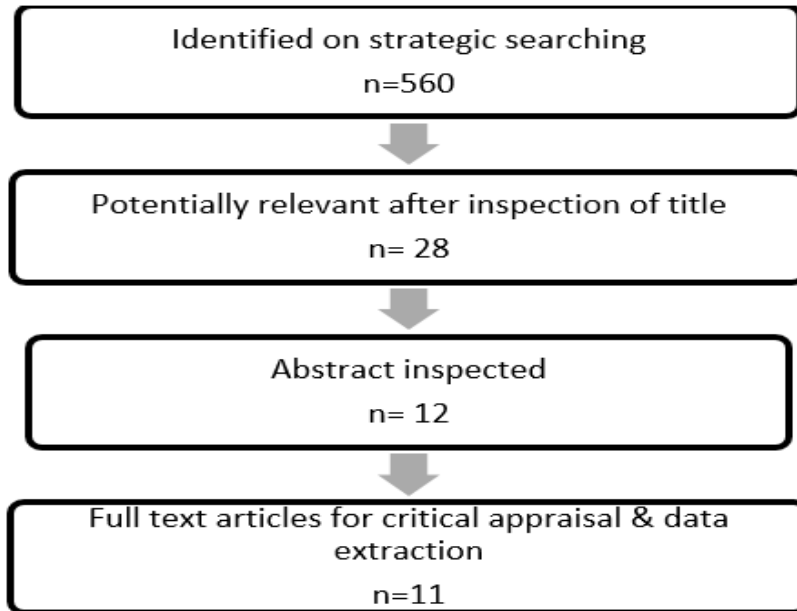 Identified on strategic searching
n=560
Potentially relevant after inspection of title
n= 28
Abstract inspected
n= 12
Full text articles for critical appraisal & data
extraction
n=11